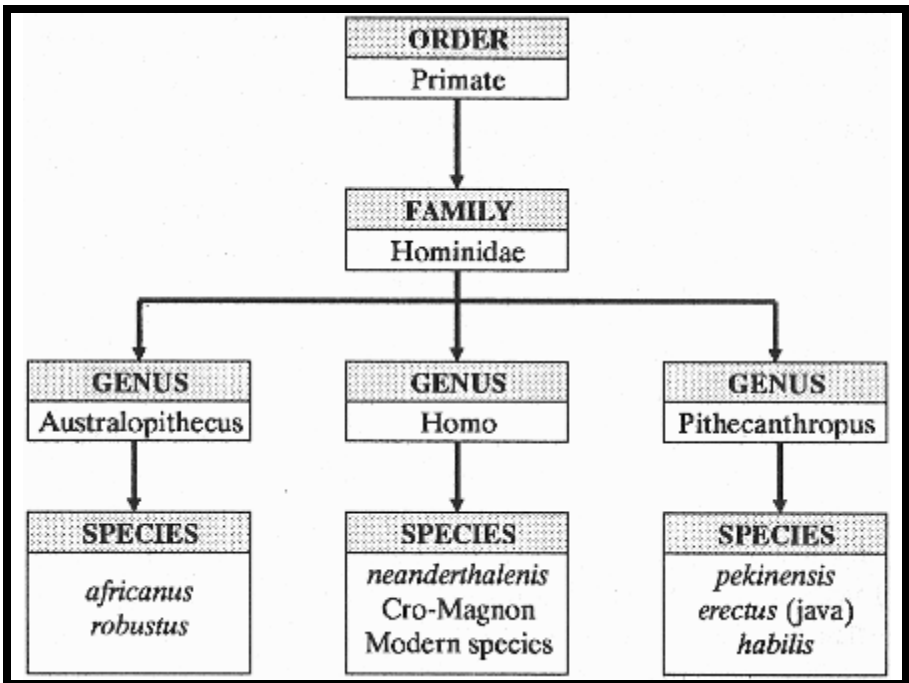 ORDER
Primate
FAMILY
Hominidae
GENUS
Australopithecus
GENUS
Homo
GENUS
Pithecanthropus
SPECIES
africanus
robustus
SPECIES
neanderthalenis
Cro-Magnon
Modern species
SPECIES
pekinensis
erectus (java)
habilis